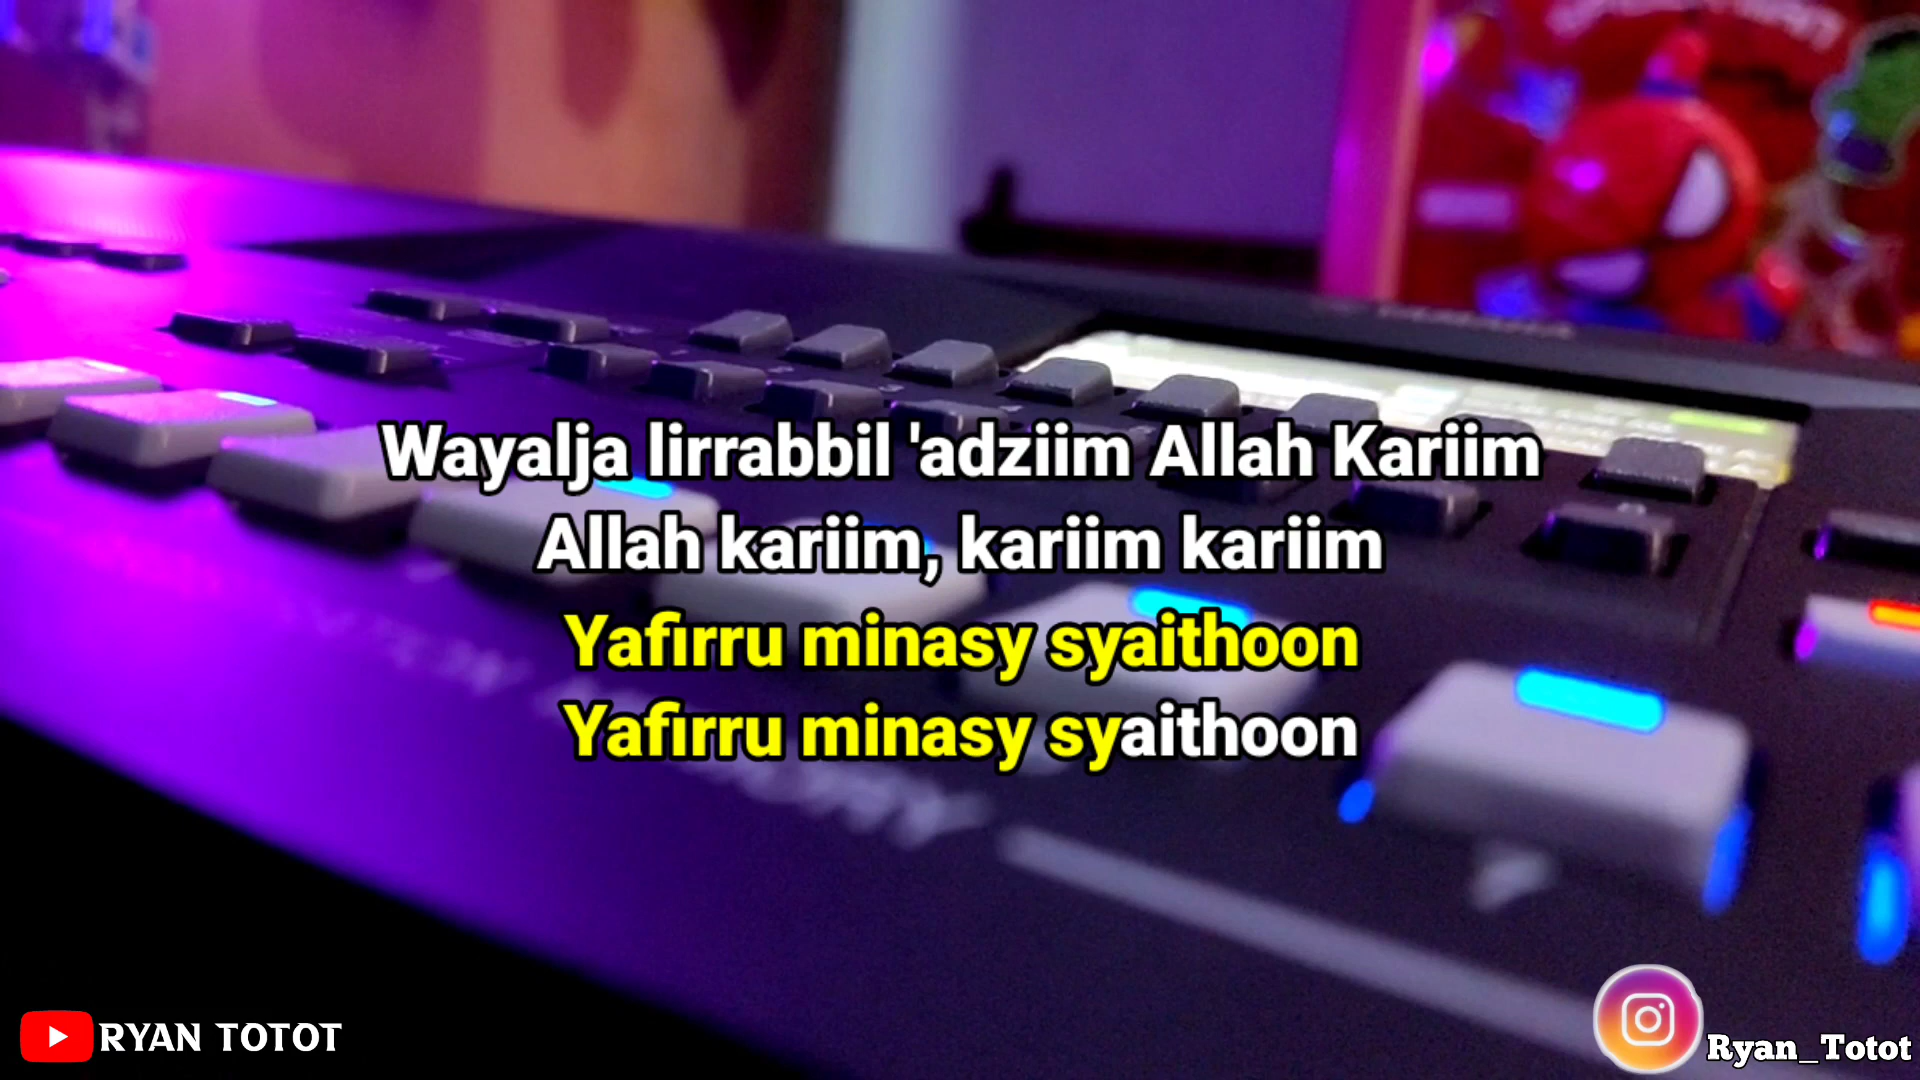 Wayalja lirrabbil 'adziim Allah Kariim
Allah kariim, kariim kariim
Yafirru minasy syaithoon
Yafirru minasy syaithoon
RYAN TOTOT
Ryan_Totot